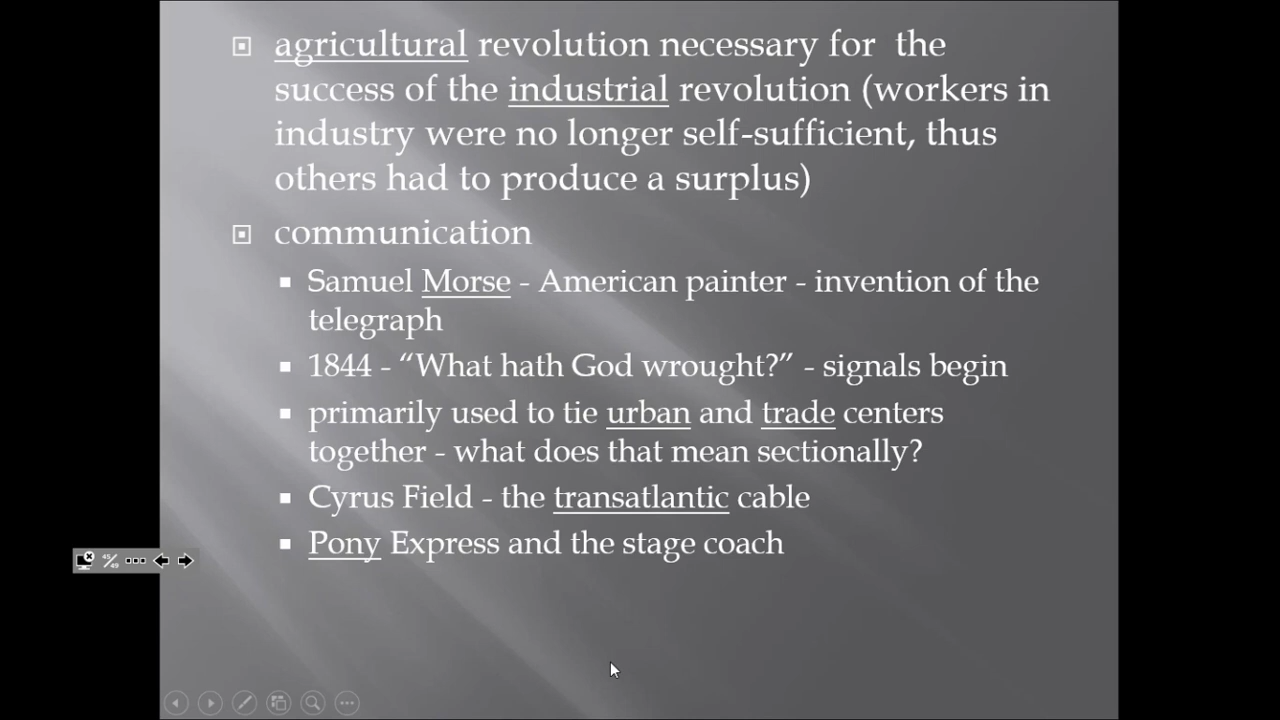 agricultural revolution necessary for the
success of the industrial revolution (workers in
industry were no longer self-sufficient, thus
others had to produce a surplus)
communication
Samuel Morse - American painter - invention of the
telegraph
1844 - “What hath God wrought?” - signals begin
primarily used to tie urban and trade centers
together - what does that mean sectionally?
Cyrus Field - the transatlantic cable
Pony Express and the stage coach
45/49